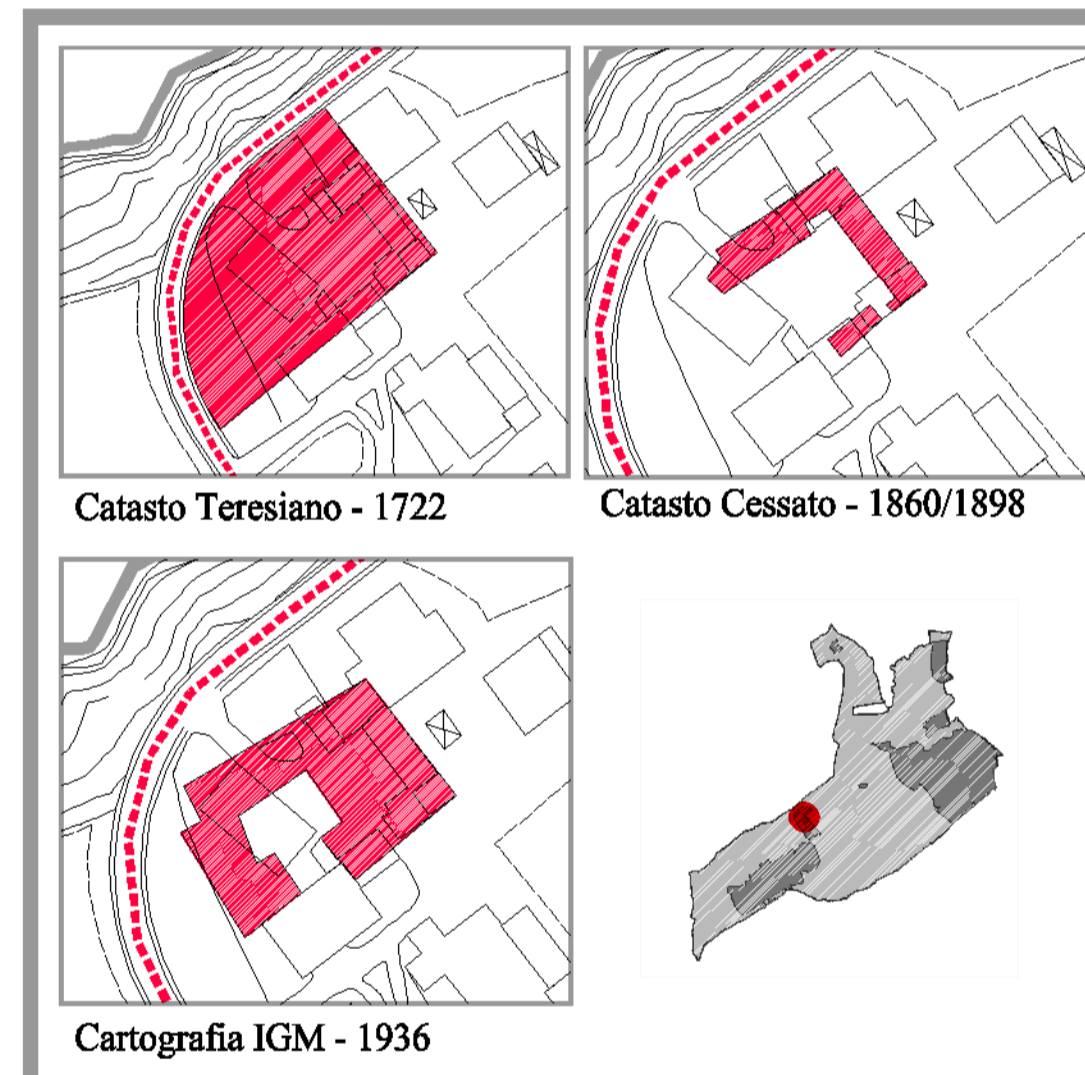 Catasto Teresiano - 1722
Catasto Cessato - 1860/1898
Cartografia IGM - 1936